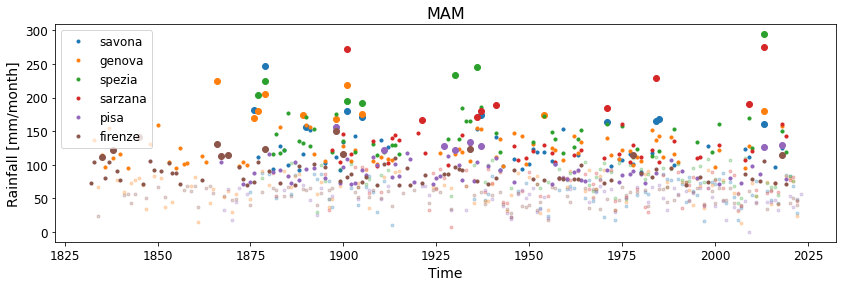 MAM
Rainfall [mm/month]
300
250
200
150
100
50
0
savona
genova
spezia
sarzana
pisa
firenze
1825 1850 1875 1900 1925 1950 1975 2000 2025
Time